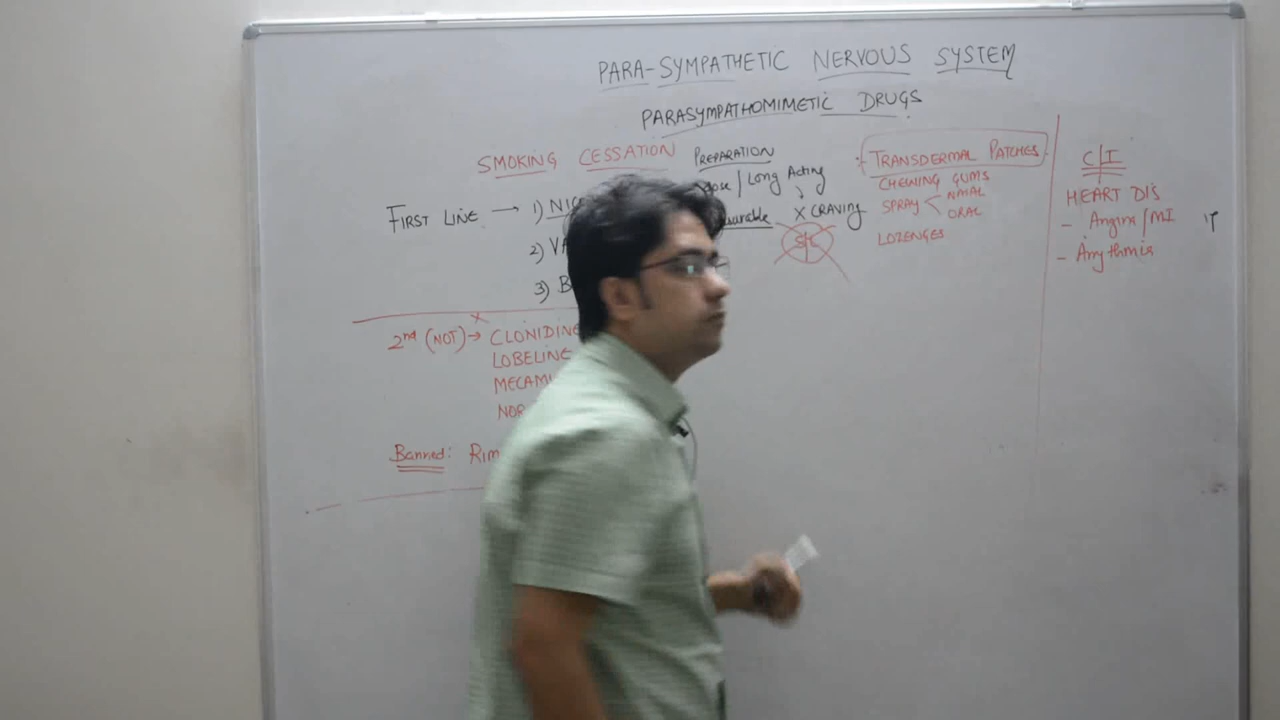 PARA-SYMPATHETIC NERVOUS SYSTEM
PARASYMPATHOMIMETIC DRUGS
SMOKING CESSATION
FIRST LINE → 1) NIC
2) VA
3) B
2nd (NOT) → CLONIDINE
LOBELINE
MECAM
NOR
Banned: RIM
PREPARATION
/ Long Acting
X CRAVING
TRANSDERMAL PATCHES
CHEWING GUMS
SPRAY < NASAL
ORAL
LOZENGES
C/I
HEART DIS
- Angina/MI
- Arrythmia